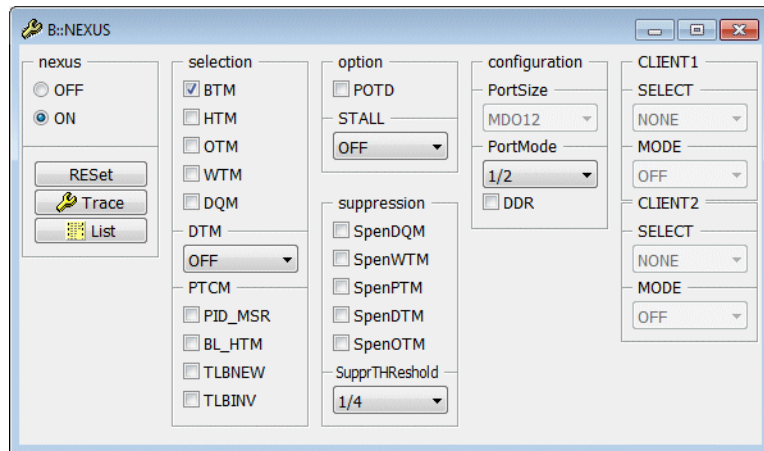 B::NEXUS
nexus
OFF
ON
RESet
Trace
List
selection
BTM
HTM
OTM
WTM
DQM
DTM
OFF
PTCM
PID_MSR
BL_HTM
TLBNEW
TLBINV
option
POTD
STALL
OFF
suppression
SpenDQM
SpenWTM
SpenPTM
SpenDTM
SpenOTM
SupprTHReshold
1/4
configuration
PortSize
MDO12
PortMode
1/2
DDR
CLIENT1
SELECT
NONE
MODE
OFF
CLIENT2
SELECT
NONE
MODE
OFF